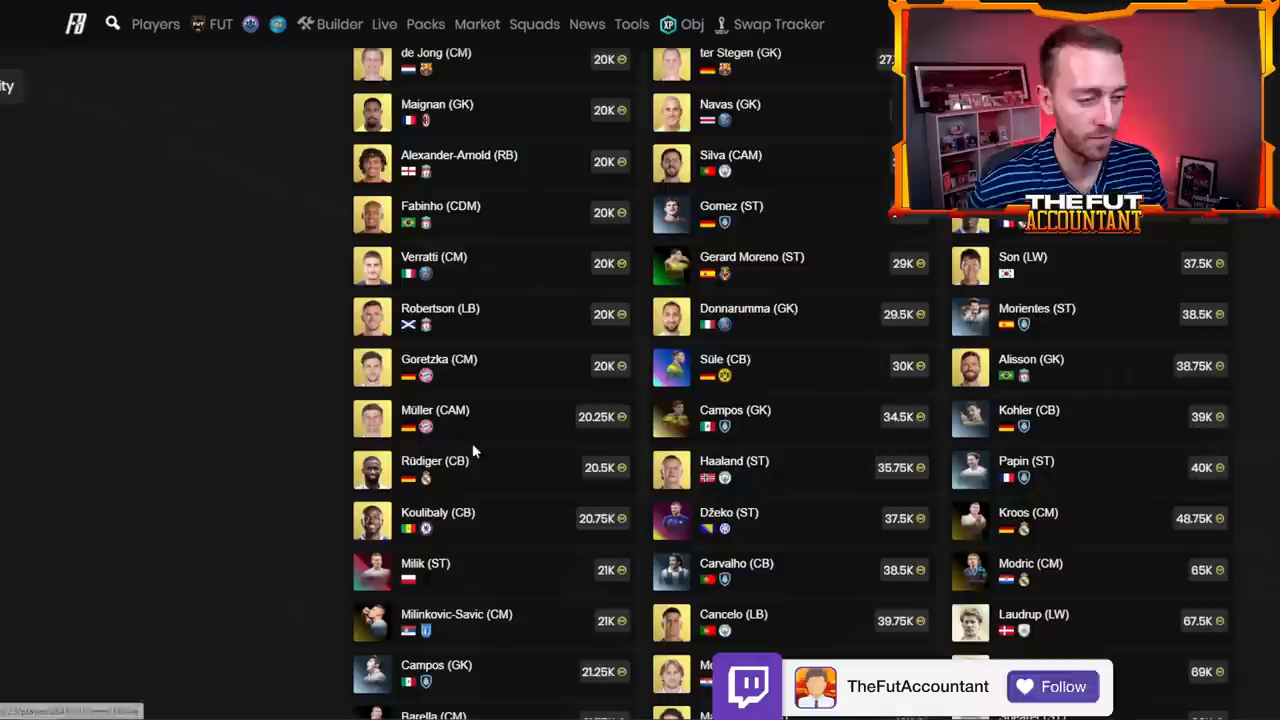 Players FUT Builder Live Packs Market Squads News Tools Obj Swap Tracker
ity
de Jong (CM) 20K
Maignan (GK) 20K
Alexander-Arnold (RB) 20K
Fabinho (CDM) 20K
Verratti (CM) 20K
Robertson (LB) 20K
Goretzka (CM) 20K
Müller (CAM) 20.25K
Rüdiger (CB) 20.5K
Koulibaly (CB) 20.75K
Milik (ST) 21K
Milinkovic-Savic (CM) 21K
Campos (GK) 21.25K
Barella (CM)
ter Stegen (GK) 27.
Navas (GK)
Silva (CAM)
Gomez (ST)
Gerard Moreno (ST) 29K
Donnarumma (GK) 29.5K
Süle (CB) 30K
Campos (GK) 34.5K
Haaland (ST) 35.75K
Džeko (ST) 37.5K
Carvalho (CB) 38.5K
Cancelo (LB) 39.75K
Son (LW) 37.5K
Morientes (ST) 38.5K
Alisson (GK) 38.75K
Kohler (CB) 39K
Papin (ST) 40K
Kroos (CM) 48.75K
Modric (CM) 65K
Laudrup (LW) 67.5K
69K
THE FUT
ACCOUNTANT
TheFutAccountant
Follow